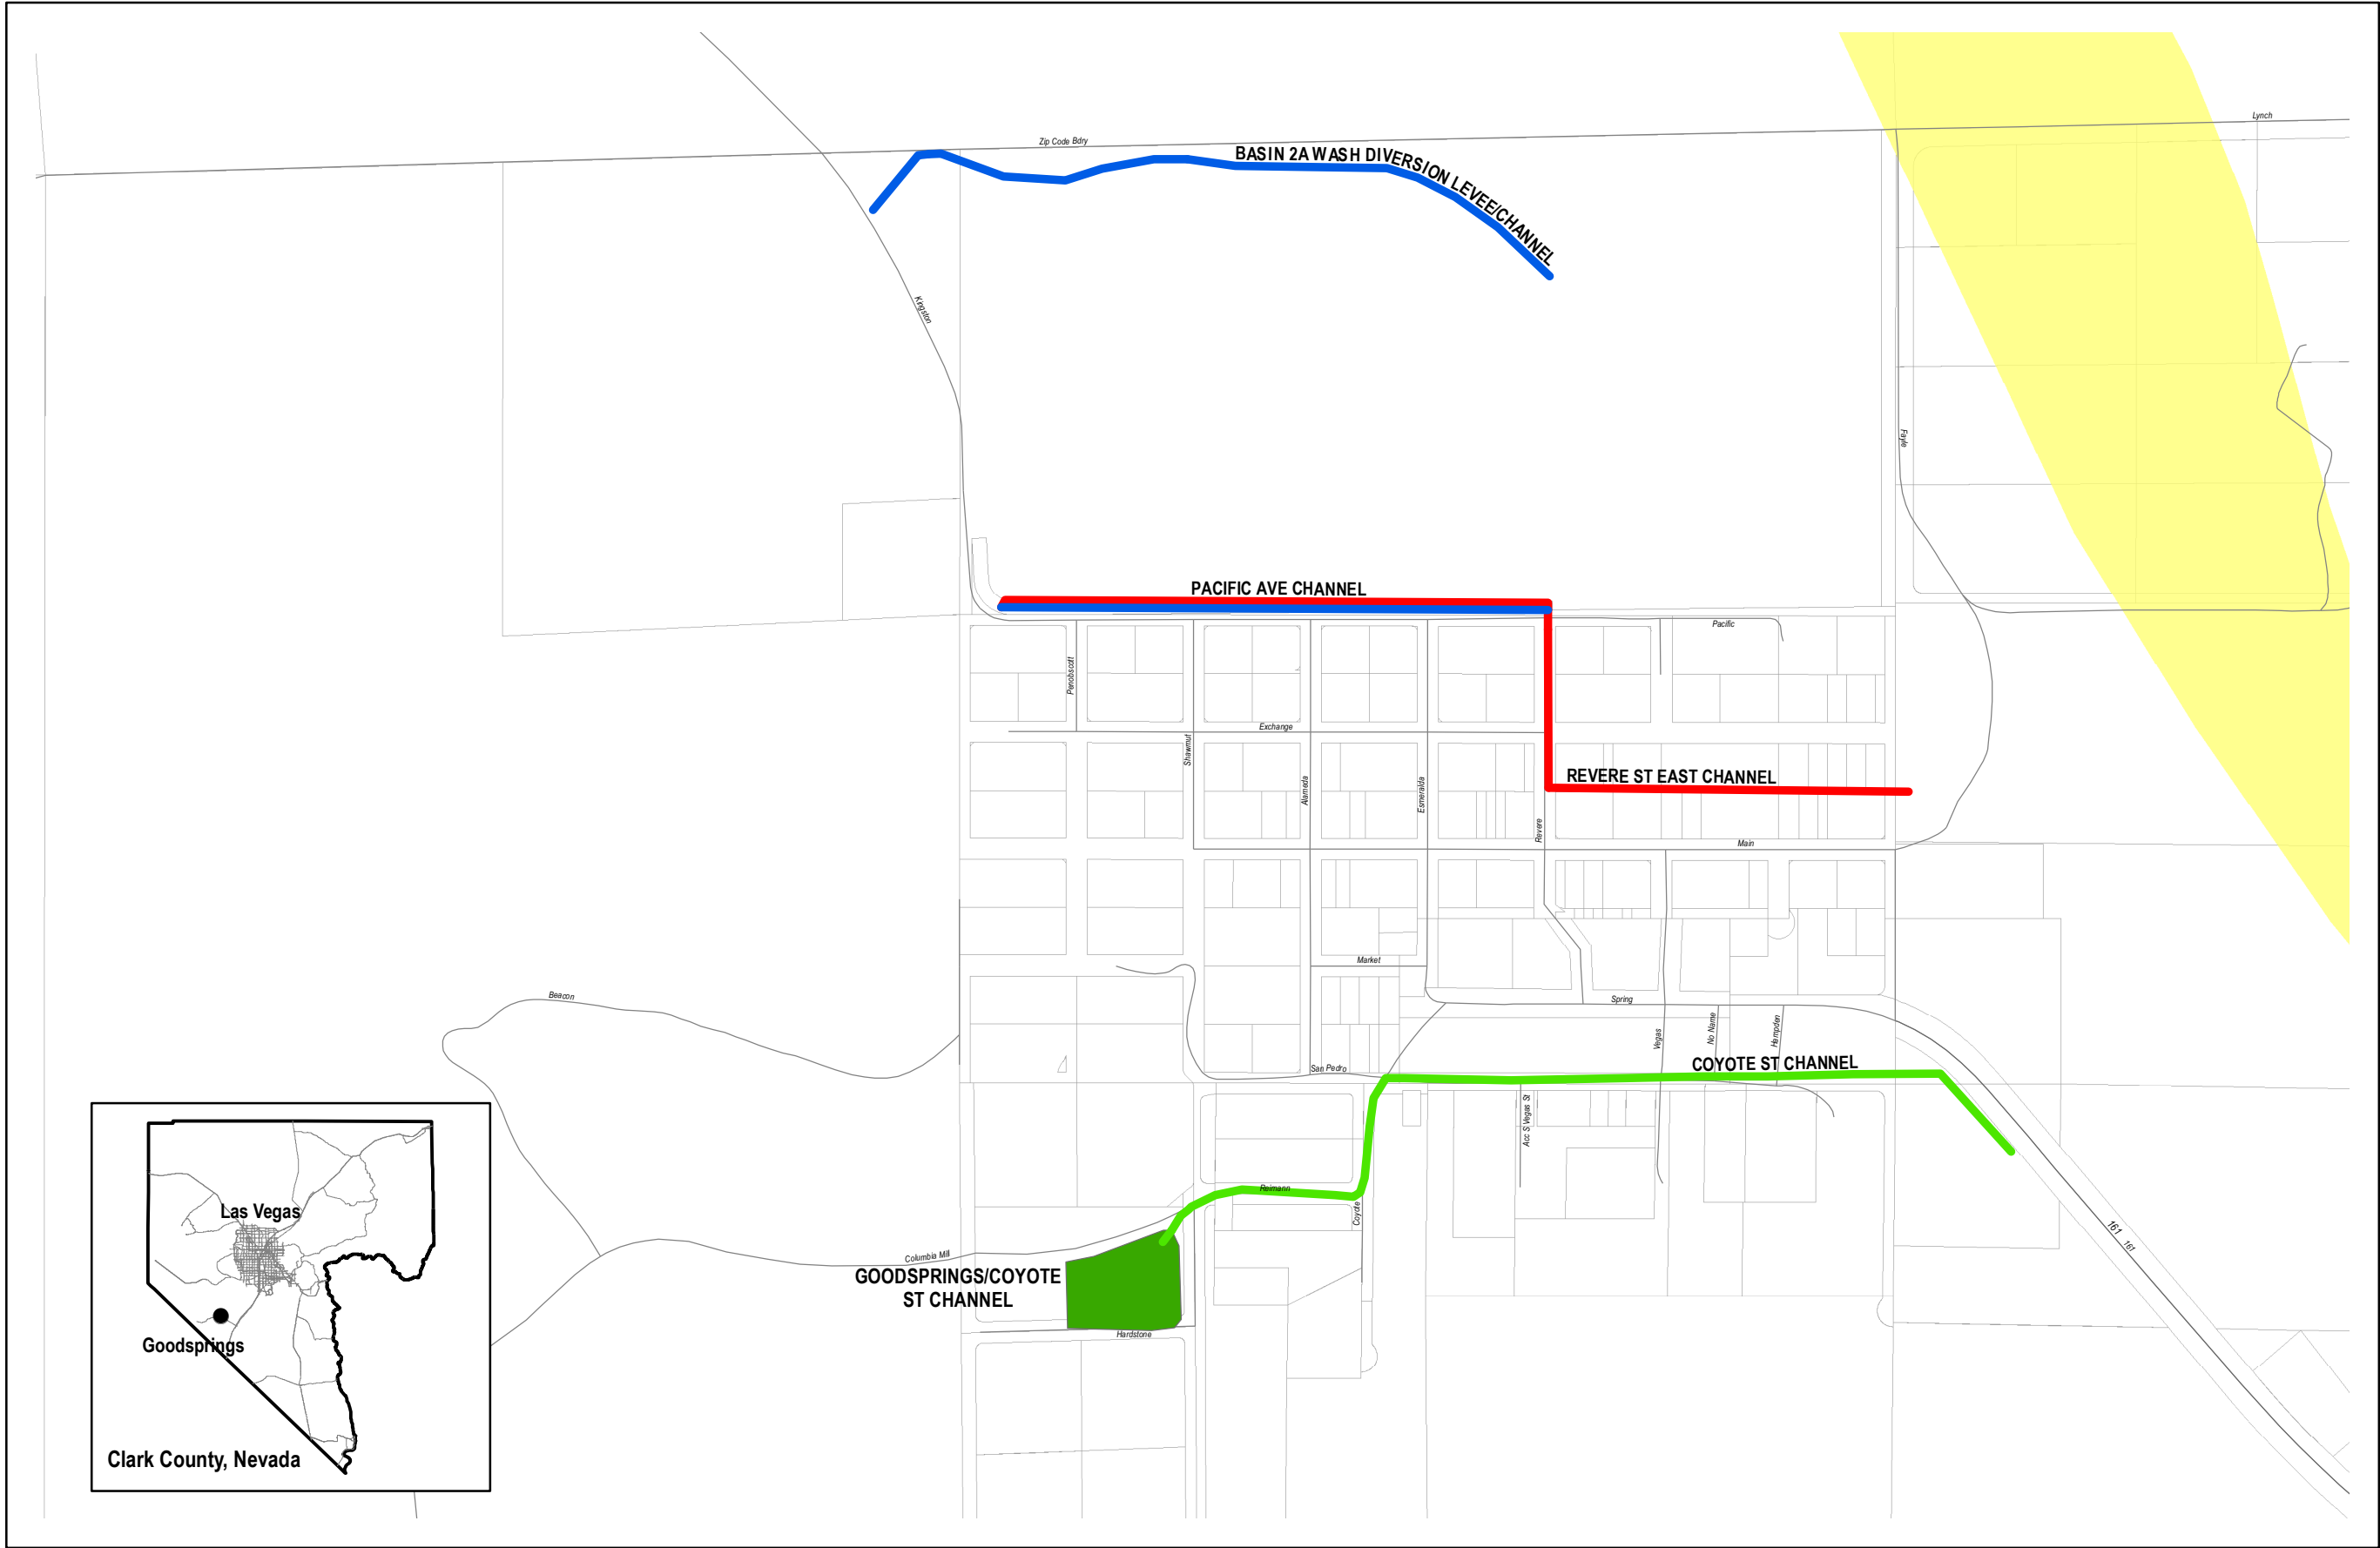 Lynch
Zip Code Bdry
BASIN 2A WASH DIVERSION LEVEE/CHANNEL
Kingston
Fayle
PACIFIC AVE CHANNEL
Pacific
Penobscott
Exchange
Shawmut
Alameda
Esmeralda
REVERE ST EAST CHANNEL
Revere
Main
Market
Beacon
Spring
Vegas
No Name
Hampden
San Pedro
COYOTE ST CHANNEL
Acc S Vegas St
Reimann
Coyote
Columbia Mill
161
161
GOODSPRINGS/COYOTE
ST CHANNEL
Hardstone
Las Vegas
Goodsprings
Clark County, Nevada